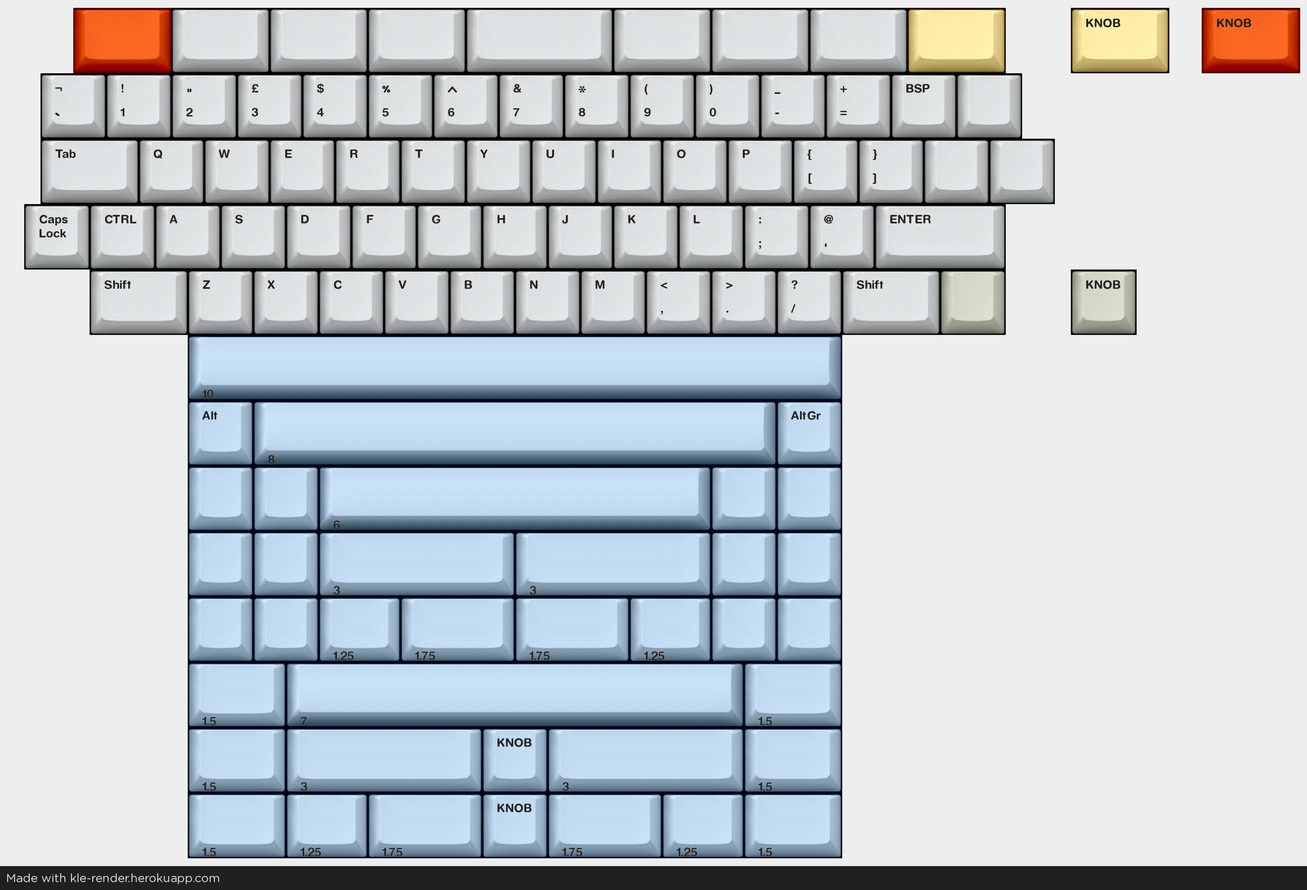 KNOB KNOB
¬ ! " £ $ % ^ & * ( ) _ + BSP
` 1 2 3 4 5 6 7 8 9 0 - =
Tab Q W E R T Y U I O P { }
[ ]
Caps Lock CTRL A S D F G H J K L : @ ENTER
; '
Shift Z X C V B N M < > ? Shift KNOB
, . /
10
Alt AltGr
8
6
3 3
1.25 1.75 1.75 1.25
1.5 7 1.5
KNOB
1.5 3 3 1.5
KNOB
1.5 1.25 1.75 1.75 1.25 1.5
Made with kle-render.herokuapp.com